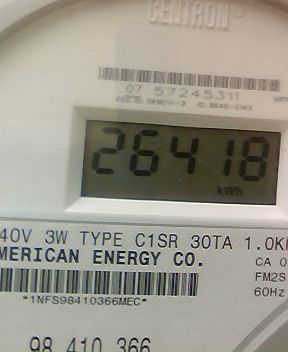 CENTRON®
07 57245311
26418
kWh
40V 3W TYPE C1SR 30TA 1.0K
MERICAN ENERGY CO.
CA 0
FM2S
60Hz
*1NFS98410366MEC*
98 410 366